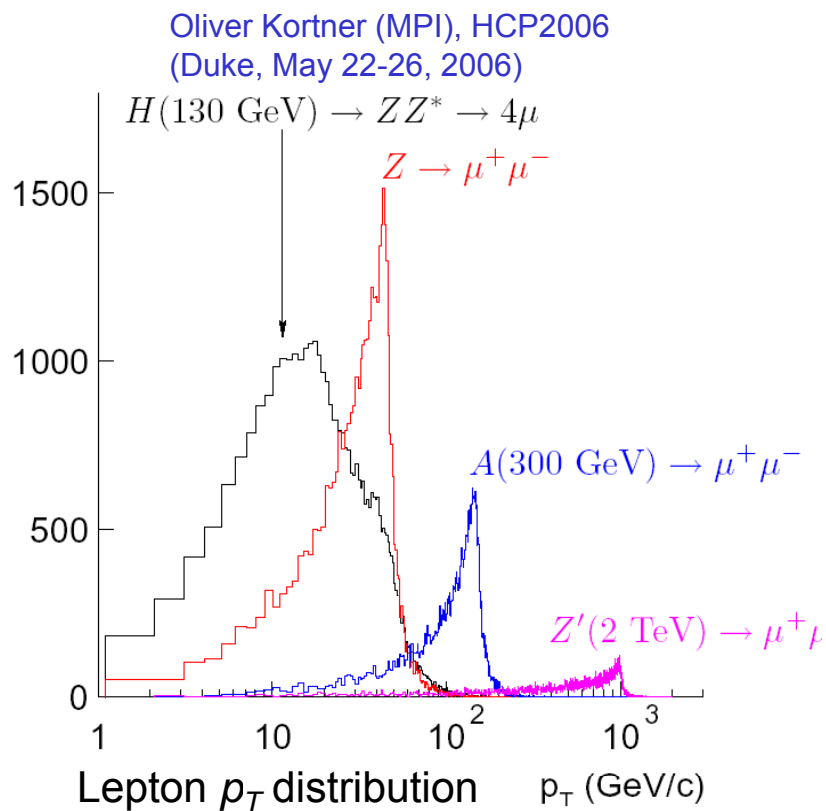 Oliver Kortner (MPI), HCP2006
(Duke, May 22-26, 2006)
H(130 GeV) → ZZ* → 4μ
Z → μ⁺μ⁻
1500
1000
A(300 GeV) → μ⁺μ⁻
500
Z′(2 TeV) → μ⁺μ
0
1 10 10² 10³
Lepton p_T distribution p_T (GeV/c)